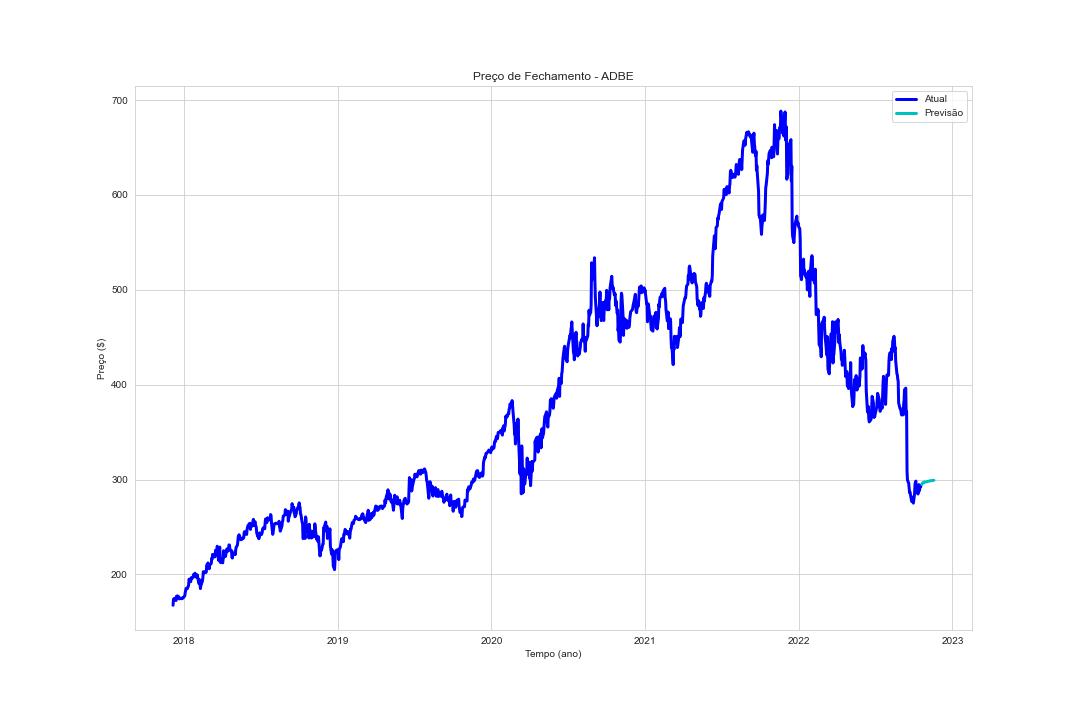 Preço de Fechamento - ADBE
Atual
Previsão
Preço ($)
700
600
500
400
300
200
2018 2019 2020 2021 2022 2023
Tempo (ano)